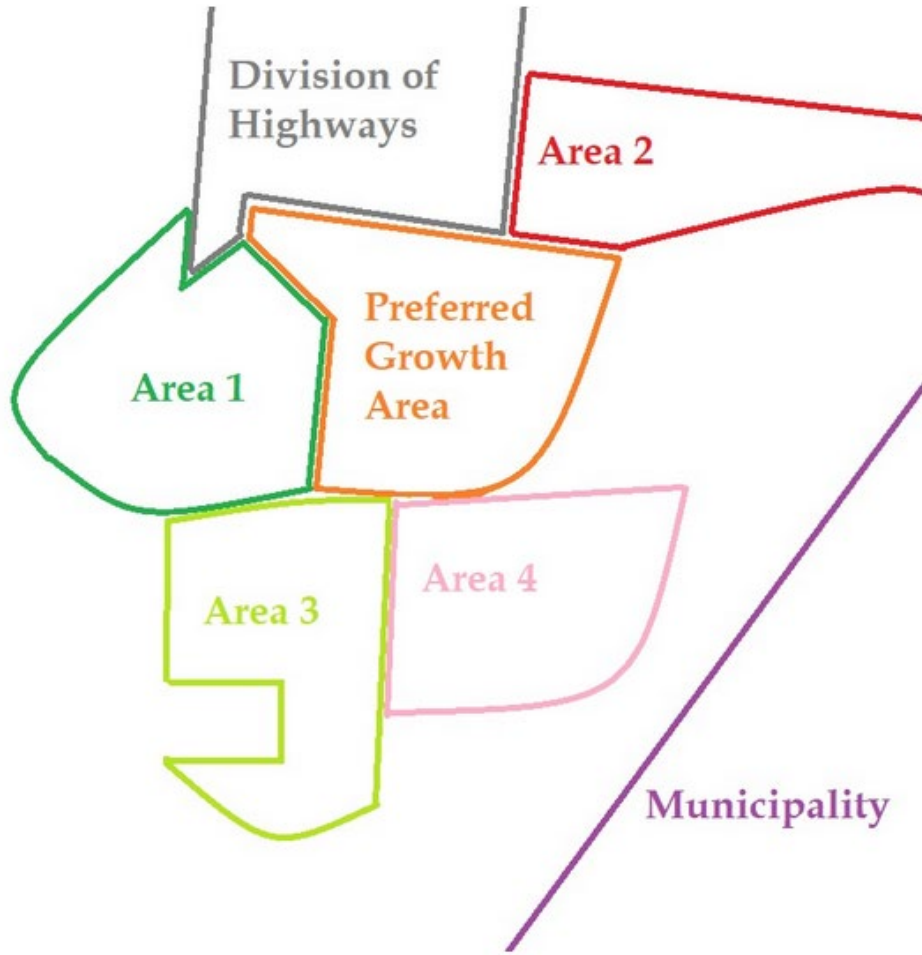 Division of
Highways
Area 2
Preferred
Growth
Area
Area 1
Area 4
Area 3
Municipality